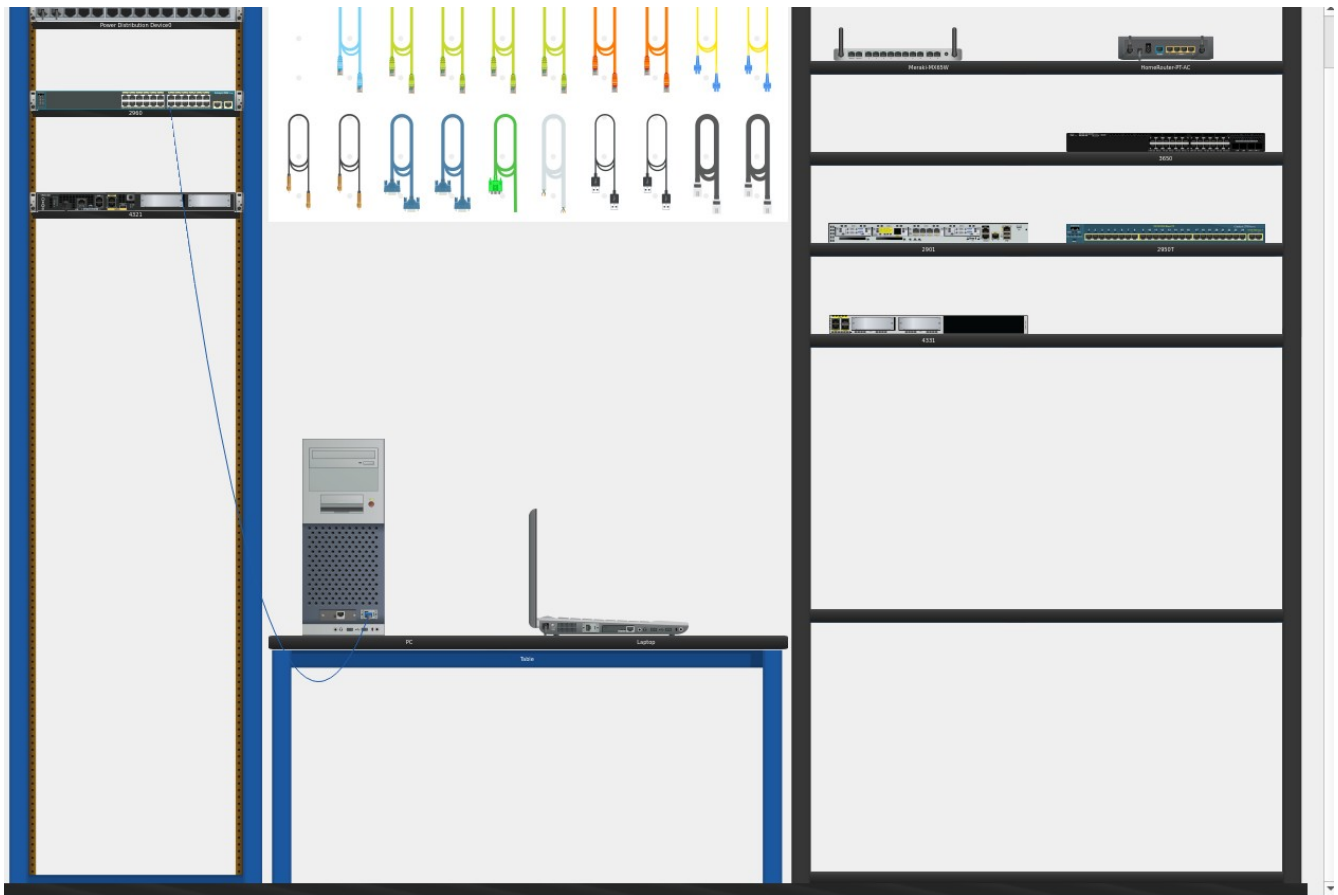 Power Distribution Device0
2960
4321
PC
Laptop
Table
Meraki-MX65W
HomeRouter-PT-AC
3650
2901
2950T
4331